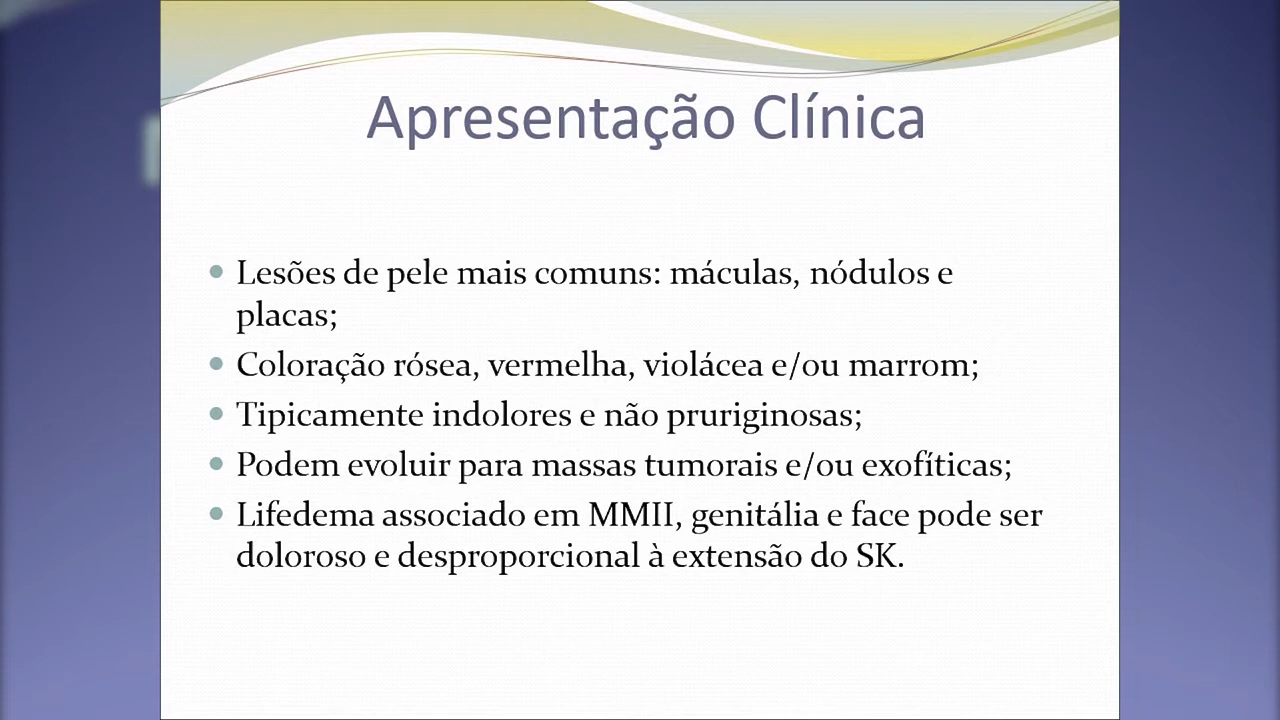 Apresentação Clínica
• Lesões de pele mais comuns: máculas, nódulos e
placas;
• Coloração rósea, vermelha, violácea e/ou marrom;
• Tipicamente indolores e não pruriginosas;
• Podem evoluir para massas tumorais e/ou exofíticas;
• Lifedema associado em MMII, genitália e face pode ser
doloroso e desproporcional à extensão do SK.